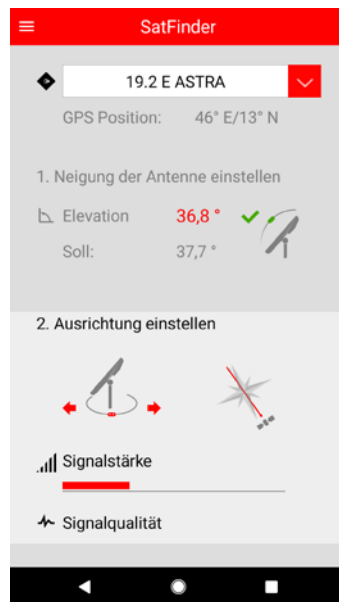 SatFinder
19.2 E ASTRA
GPS Position: 46° E/13° N
1. Neigung der Antenne einstellen
Elevation 36,8 °
Soll: 37,7 °
2. Ausrichtung einstellen
Signalstärke
Signalqualität